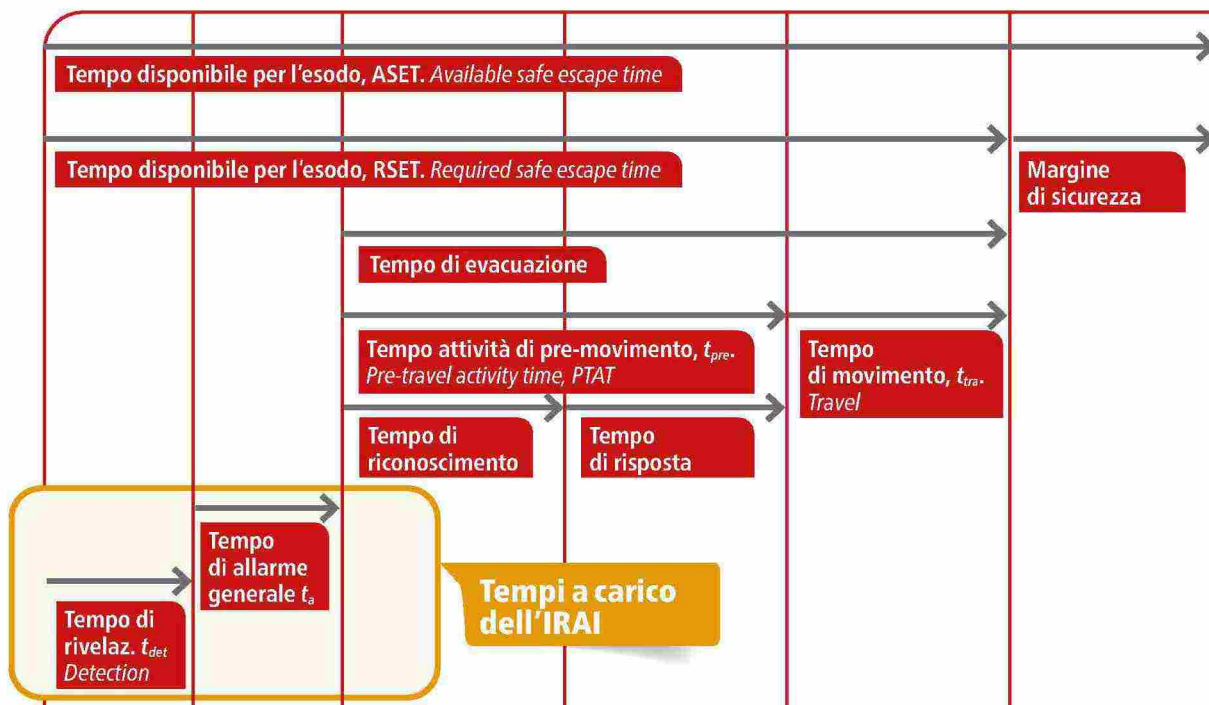 Tempo disponibile per l'esodo, ASET. Available safe escape time
Tempo disponibile per l'esodo, RSET. Required safe escape time
Margine
di sicurezza
Tempo di evacuazione
Tempo attività di pre-movimento, tpre.
Pre-travel activity time, PTAT
Tempo
di movimento, ttra.
Travel
Tempo di
riconoscimento
Tempo
di risposta
Tempo
di allarme
generale ta
Tempo di
rivelaz. tdet
Detection
Tempi a carico
dell'IRAI